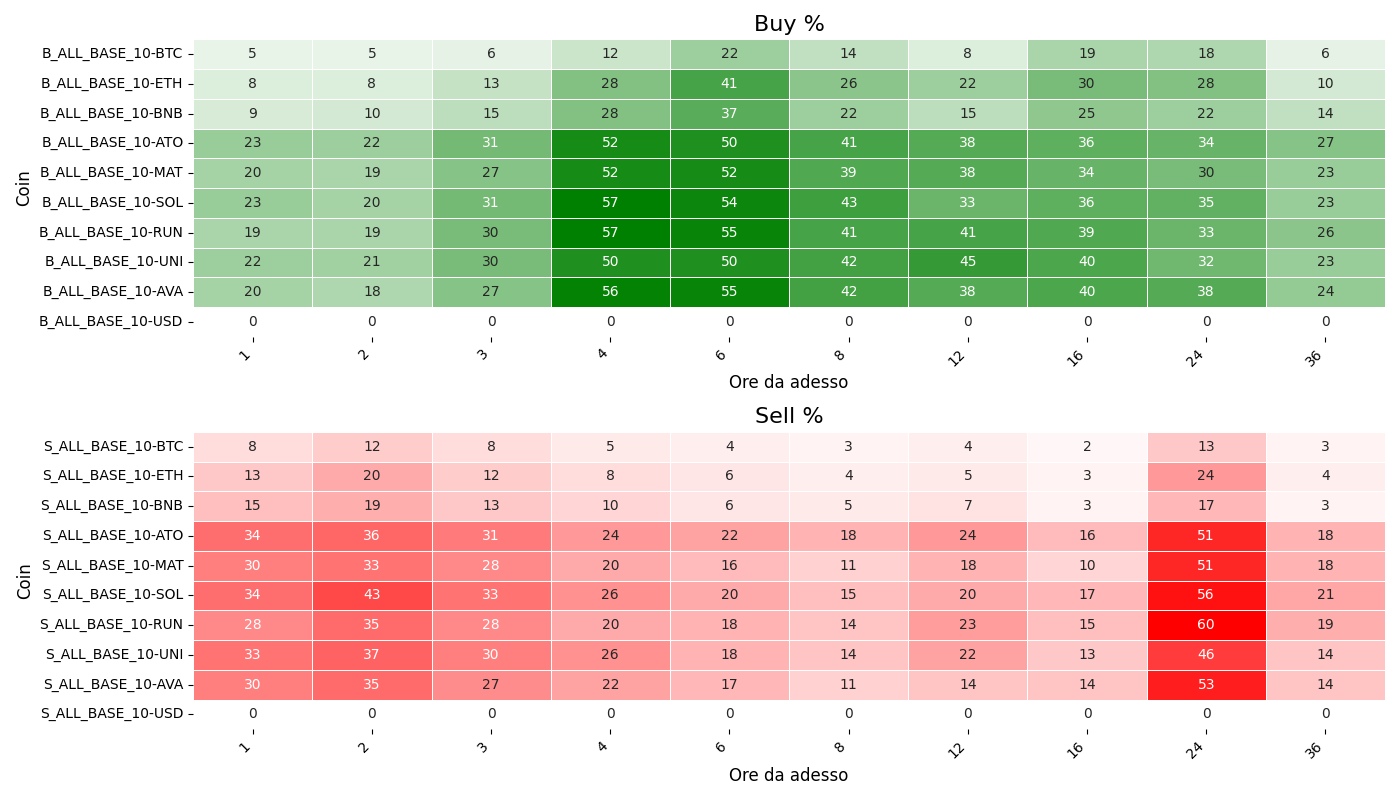 Buy %
Coin
B_ALL_BASE_10-BTC 5 5 6 12 22 14 8 19 18 6
B_ALL_BASE_10-ETH 8 8 13 28 41 26 22 30 28 10
B_ALL_BASE_10-BNB 9 10 15 28 37 22 15 25 22 14
B_ALL_BASE_10-ATO 23 22 31 52 50 41 38 36 34 27
B_ALL_BASE_10-MAT 20 19 27 52 52 39 38 34 30 23
B_ALL_BASE_10-SOL 23 20 31 57 54 43 33 36 35 23
B_ALL_BASE_10-RUN 19 19 30 57 55 41 41 39 33 26
B_ALL_BASE_10-UNI 22 21 30 50 50 42 45 40 32 23
B_ALL_BASE_10-AVA 20 18 27 56 55 42 38 40 38 24
B_ALL_BASE_10-USD 0 0 0 0 0 0 0 0 0 0
1 2 3 4 6 8 12 16 24 36
Ore da adesso
Sell %
Coin
S_ALL_BASE_10-BTC 8 12 8 5 4 3 4 2 13 3
S_ALL_BASE_10-ETH 13 20 12 8 6 4 5 3 24 4
S_ALL_BASE_10-BNB 15 19 13 10 6 5 7 3 17 3
S_ALL_BASE_10-ATO 34 36 31 24 22 18 24 16 51 18
S_ALL_BASE_10-MAT 30 33 28 20 16 11 18 10 51 18
S_ALL_BASE_10-SOL 34 43 33 26 20 15 20 17 56 21
S_ALL_BASE_10-RUN 28 35 28 20 18 14 23 15 60 19
S_ALL_BASE_10-UNI 33 37 30 26 18 14 22 13 46 14
S_ALL_BASE_10-AVA 30 35 27 22 17 11 14 14 53 14
S_ALL_BASE_10-USD 0 0 0 0 0 0 0 0 0 0
1 2 3 4 6 8 12 16 24 36
Ore da adesso